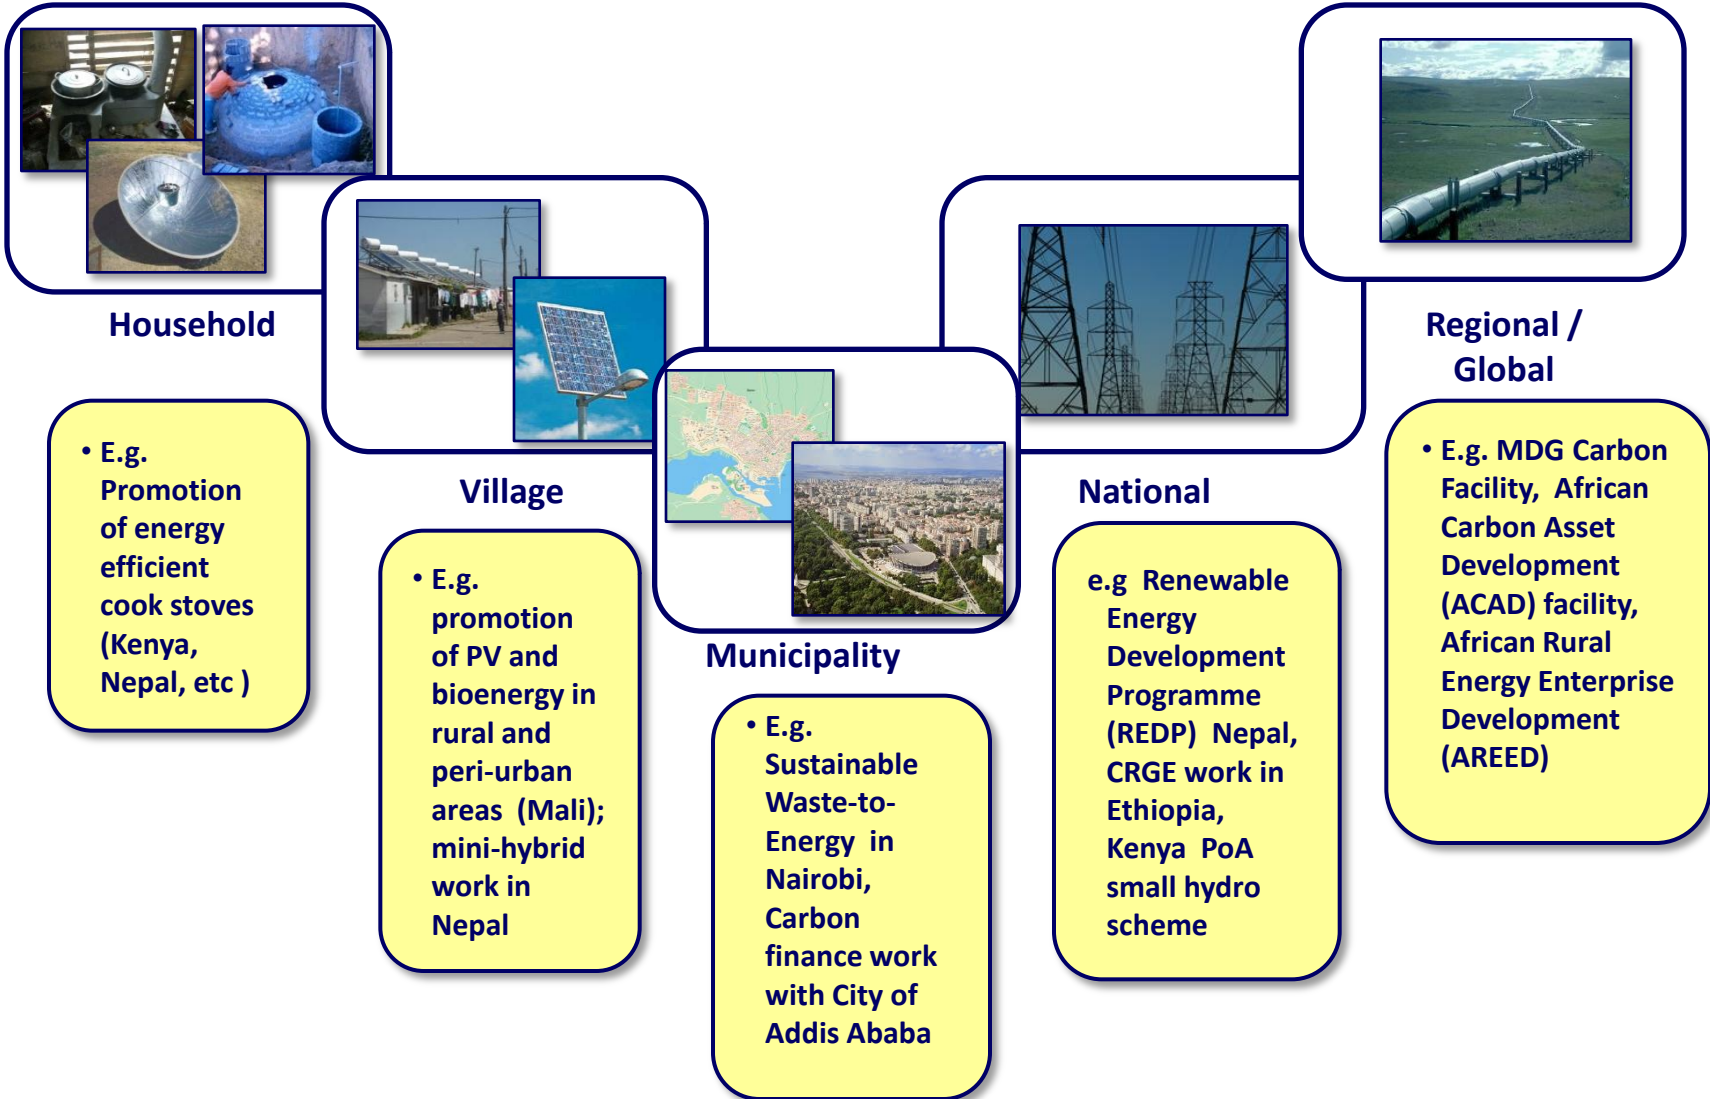 Household
• E.g.
Promotion
of energy
efficient
cook stoves
(Kenya,
Nepal, etc )
Village
• E.g.
promotion
of PV and
bioenergy in
rural and
peri-urban
areas (Mali);
mini-hybrid
work in
Nepal
Municipality
• E.g.
Sustainable
Waste-to-
Energy in
Nairobi,
Carbon
finance work
with City of
Addis Ababa
National
e.g Renewable
Energy
Development
Programme
(REDP) Nepal,
CRGE work in
Ethiopia,
Kenya PoA
small hydro
scheme
Regional /
Global
• E.g. MDG Carbon
Facility, African
Carbon Asset
Development
(ACAD) facility,
African Rural
Energy Enterprise
Development
(AREED)